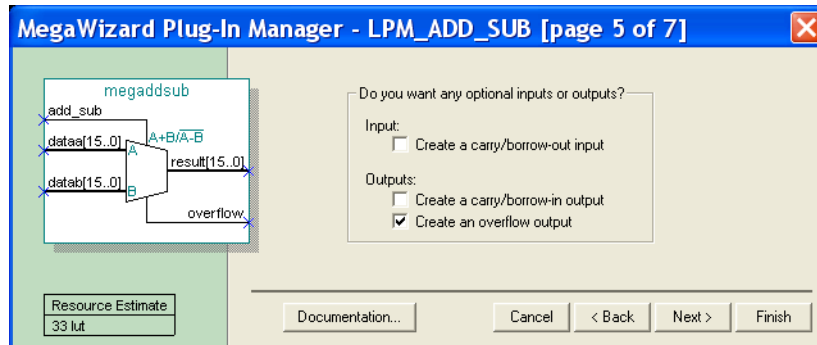 MegaWizard Plug-In Manager - LPM_ADD_SUB [page 5 of 7]
megaddsub
add_sub
A+B/A-B
dataa[15..0]
A
result[15..0]
datab[15..0]
B
overflow
Resource Estimate
33 lut
Do you want any optional inputs or outputs?
Input:
Create a carry/borrow-out input
Outputs:
Create a carry/borrow-in output
Create an overflow output
Documentation...
Cancel
< Back
Next >
Finish